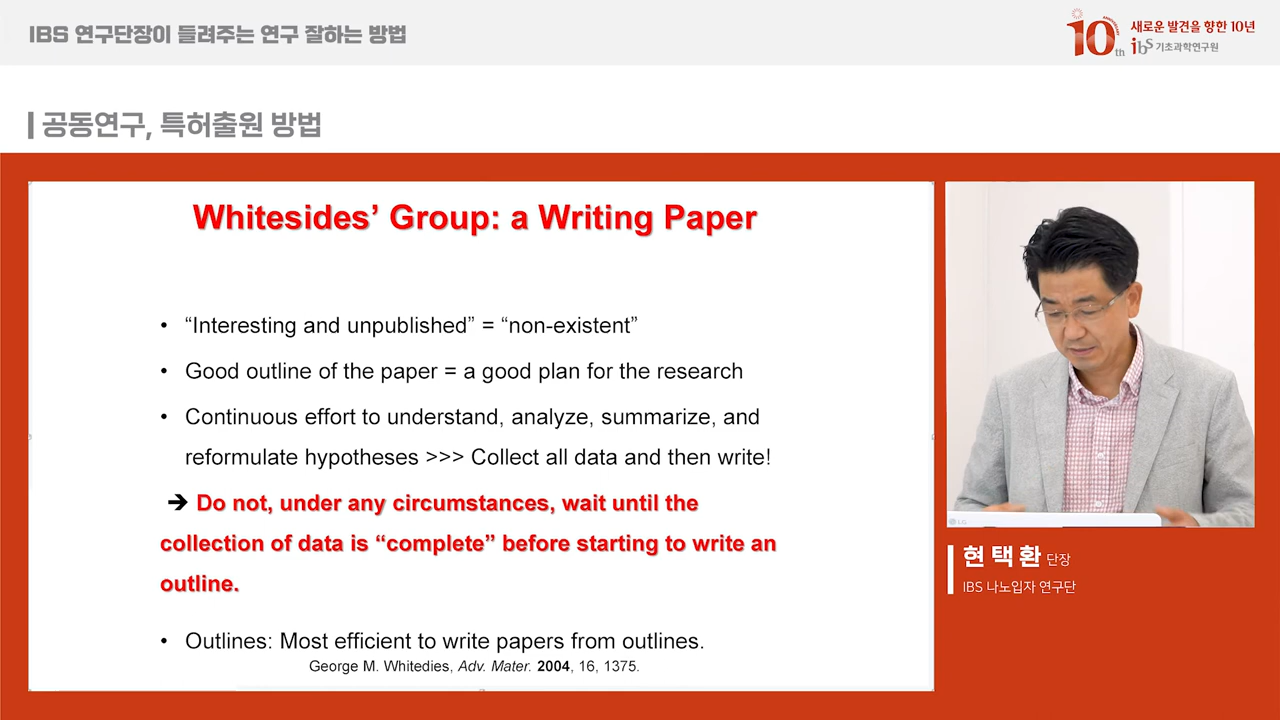 IBS 연구단장이 들려주는 연구 잘하는 방법
10th
ANNIVERSARY
새로운 발견을 향한 10년
ibs 기초과학연구원
공동연구, 특허출원 방법
Whitesides’ Group: a Writing Paper
• “Interesting and unpublished” = “non-existent”
• Good outline of the paper = a good plan for the research
• Continuous effort to understand, analyze, summarize, and
reformulate hypotheses >>> Collect all data and then write!
➔ Do not, under any circumstances, wait until the
collection of data is “complete” before starting to write an
outline.
• Outlines: Most efficient to write papers from outlines.
George M. Whitedies, Adv. Mater. 2004, 16, 1375.
LG
현택환 단장
IBS 나노입자 연구단